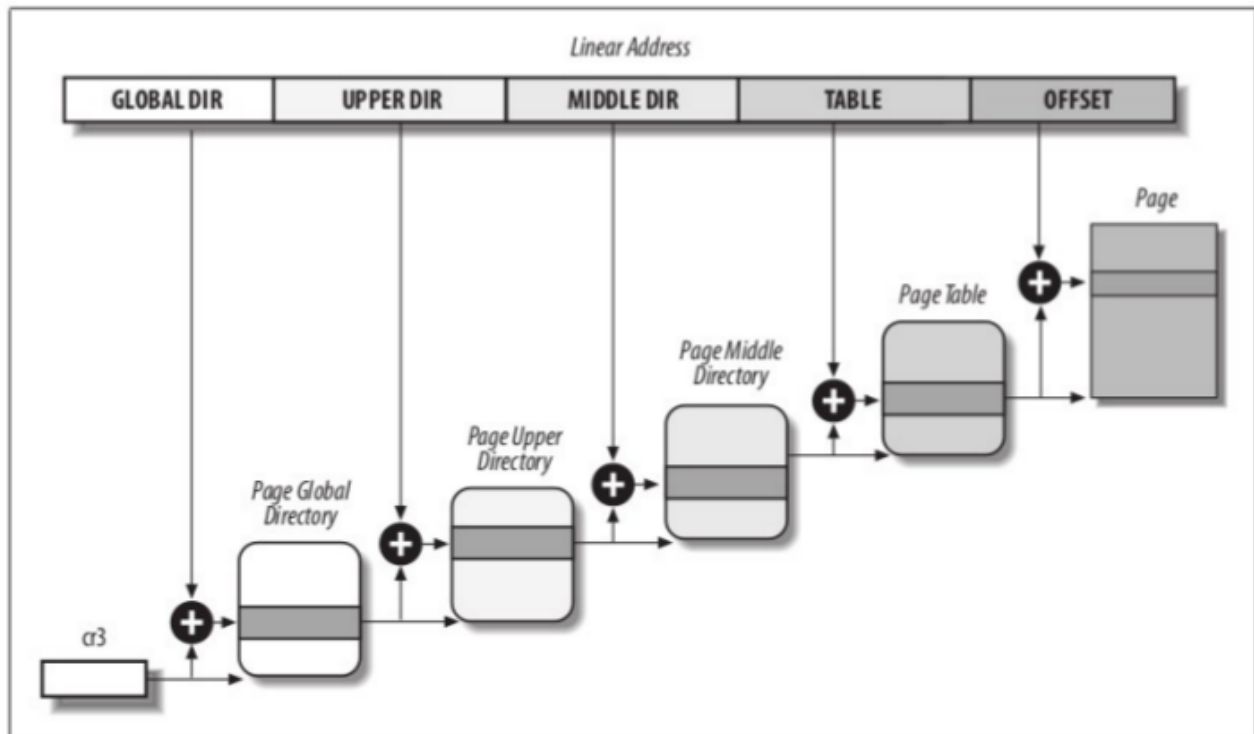 Linear Address
GLOBAL DIR UPPER DIR MIDDLE DIR TABLE OFFSET
Page
Page Table
Page Middle
Directory
Page Upper
Directory
Page Global
Directory
cr3